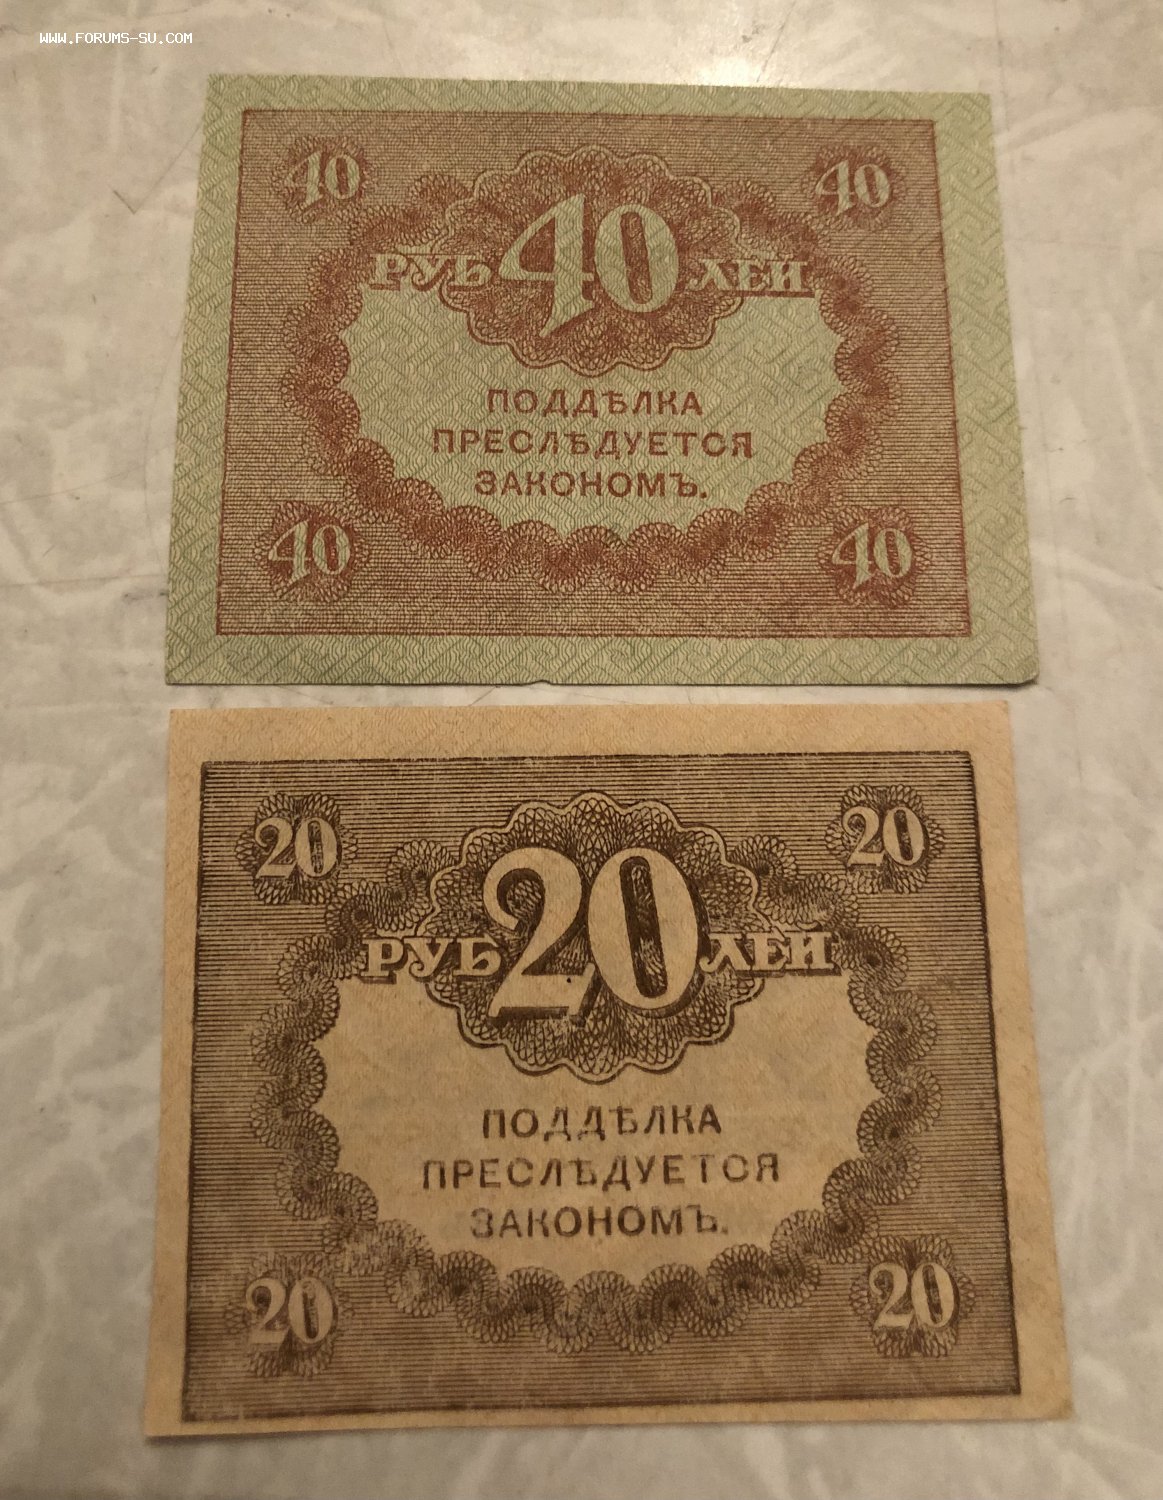 WWW.FORUMS-SU.COM
40 40
РУБ 40 ЛЕЙ
ПОДДѢЛКА
ПРЕСЛѢДУЕТСЯ
ЗАКОНОМЪ.
40 40
20 20
РУБ 20 ЛЕЙ
ПОДДѢЛКА
ПРЕСЛѢДУЕТСЯ
ЗАКОНОМЪ.
20 20